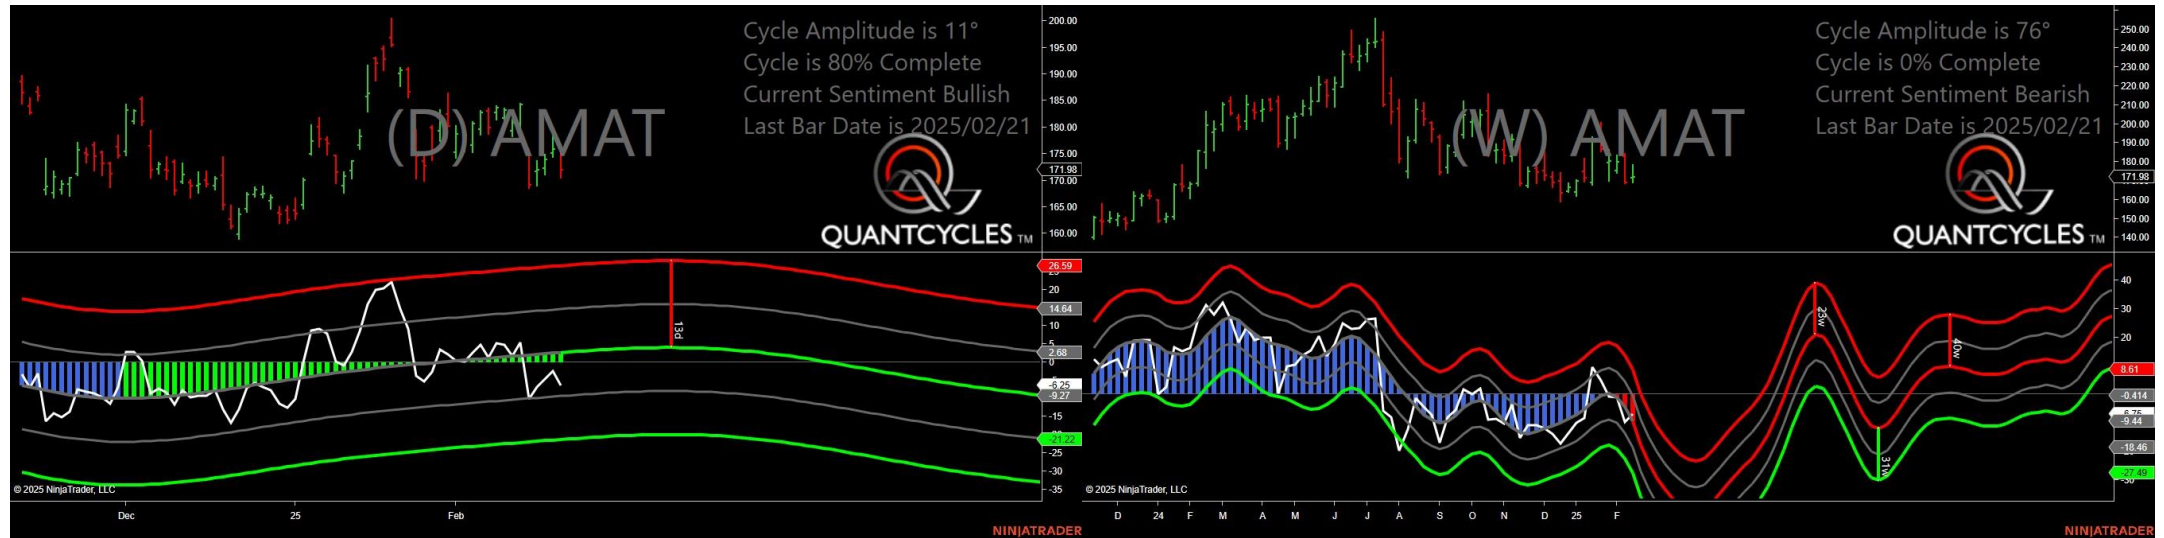 Cycle Amplitude is 11°
Cycle is 80% Complete
Current Sentiment Bullish
Last Bar Date is 2025/02/21
(D) AMAT
QUANTCYCLES TM
200.00
195.00
190.00
185.00
180.00
175.00
171.98
170.00
165.00
160.00
26.59
20
14.64
10
5
2.68
0
-6.25
-9.27
-15
-21.22
-25
-30
-35
13d
© 2025 NinjaTrader, LLC
Dec
25
Feb
NINJATRADER
Cycle Amplitude is 76°
Cycle is 0% Complete
Current Sentiment Bearish
Last Bar Date is 2025/02/21
(W) AMAT
QUANTCYCLES TM
250.00
240.00
230.00
220.00
210.00
200.00
190.00
180.00
171.98
160.00
150.00
140.00
40
30
20
8.61
-0.414
-6.75
-9.44
-18.46
-27.49
23w
31w
40w
© 2025 NinjaTrader, LLC
D
24
F
M
A
M
J
J
A
S
O
N
D
25
F
NINJATRADER